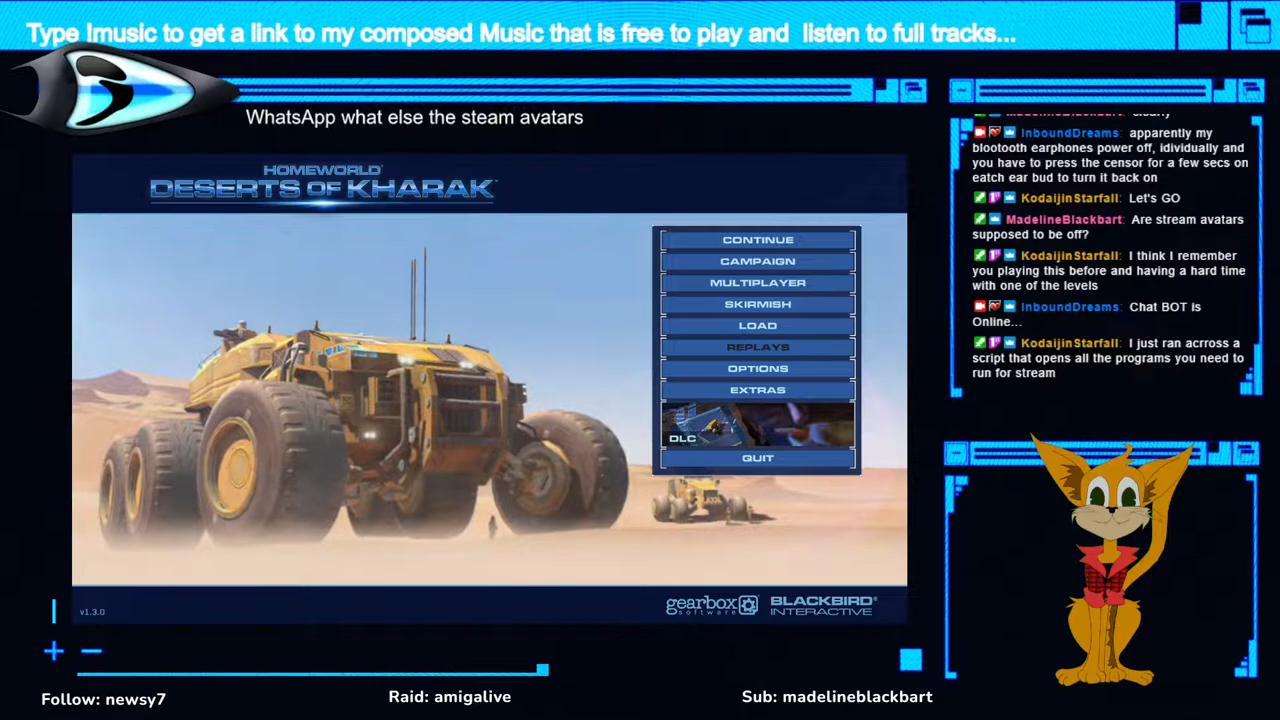 Type !music to get a link to my composed Music that is free to play and listen to full tracks...
WhatsApp what else the steam avatars
HOMEWORLD
DESERTS OF KHARAK
CONTINUE
CAMPAIGN
MULTIPLAYER
SKIRMISH
LOAD
REPLAYS
OPTIONS
EXTRAS
DLC
QUIT
v1.3.0
gearbox
software
BLACKBIRD
INTERACTIVE
InboundDreams: apparently my
blootooth earphones power off, idividually and
you have to press the censor for a few secs on
eatch ear bud to turn it back on
KodaijinStarfall: Let's GO
MadelineBlackbart: Are stream avatars
supposed to be off?
KodaijinStarfall: I think I remember
you playing this before and having a hard time
with one of the levels
InboundDreams: Chat BOT is
Online...
KodaijinStarfall: I just ran acrross a
script that opens all the programs you need to
run for stream
Follow: newsy7
Raid: amigalive
Sub: madelineblackbart